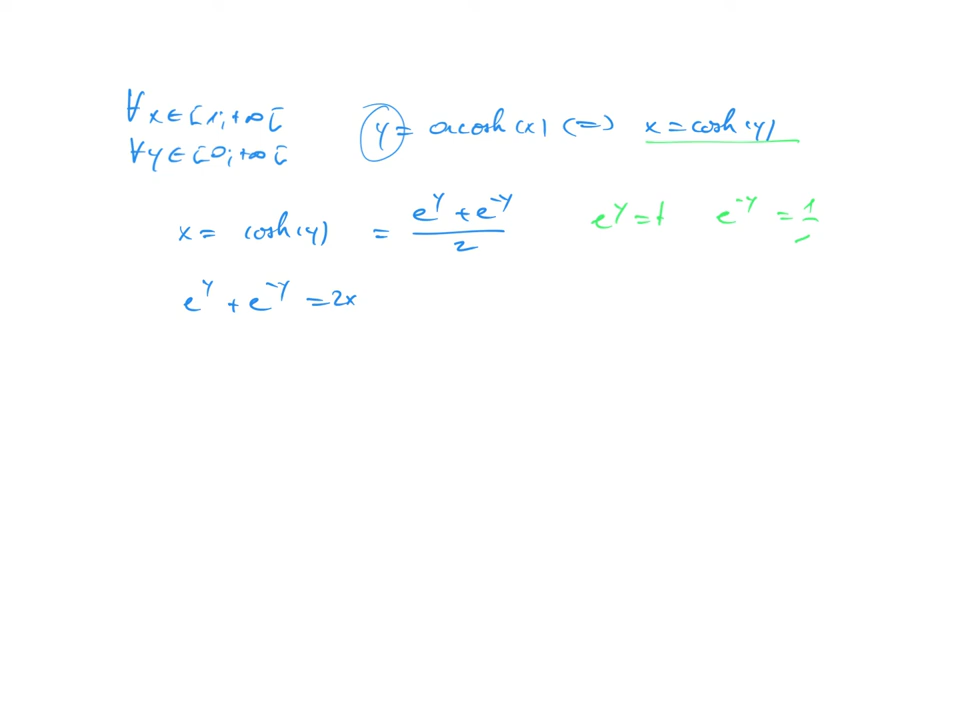 ∀x∈[1;+∞[
∀y∈[0;+∞[
y = arcosh(x) (=) x = cosh(y)
x = cosh(y) = (e^y + e^-y)/2
e^y = t e^-y = 1/
e^y + e^-y = 2x